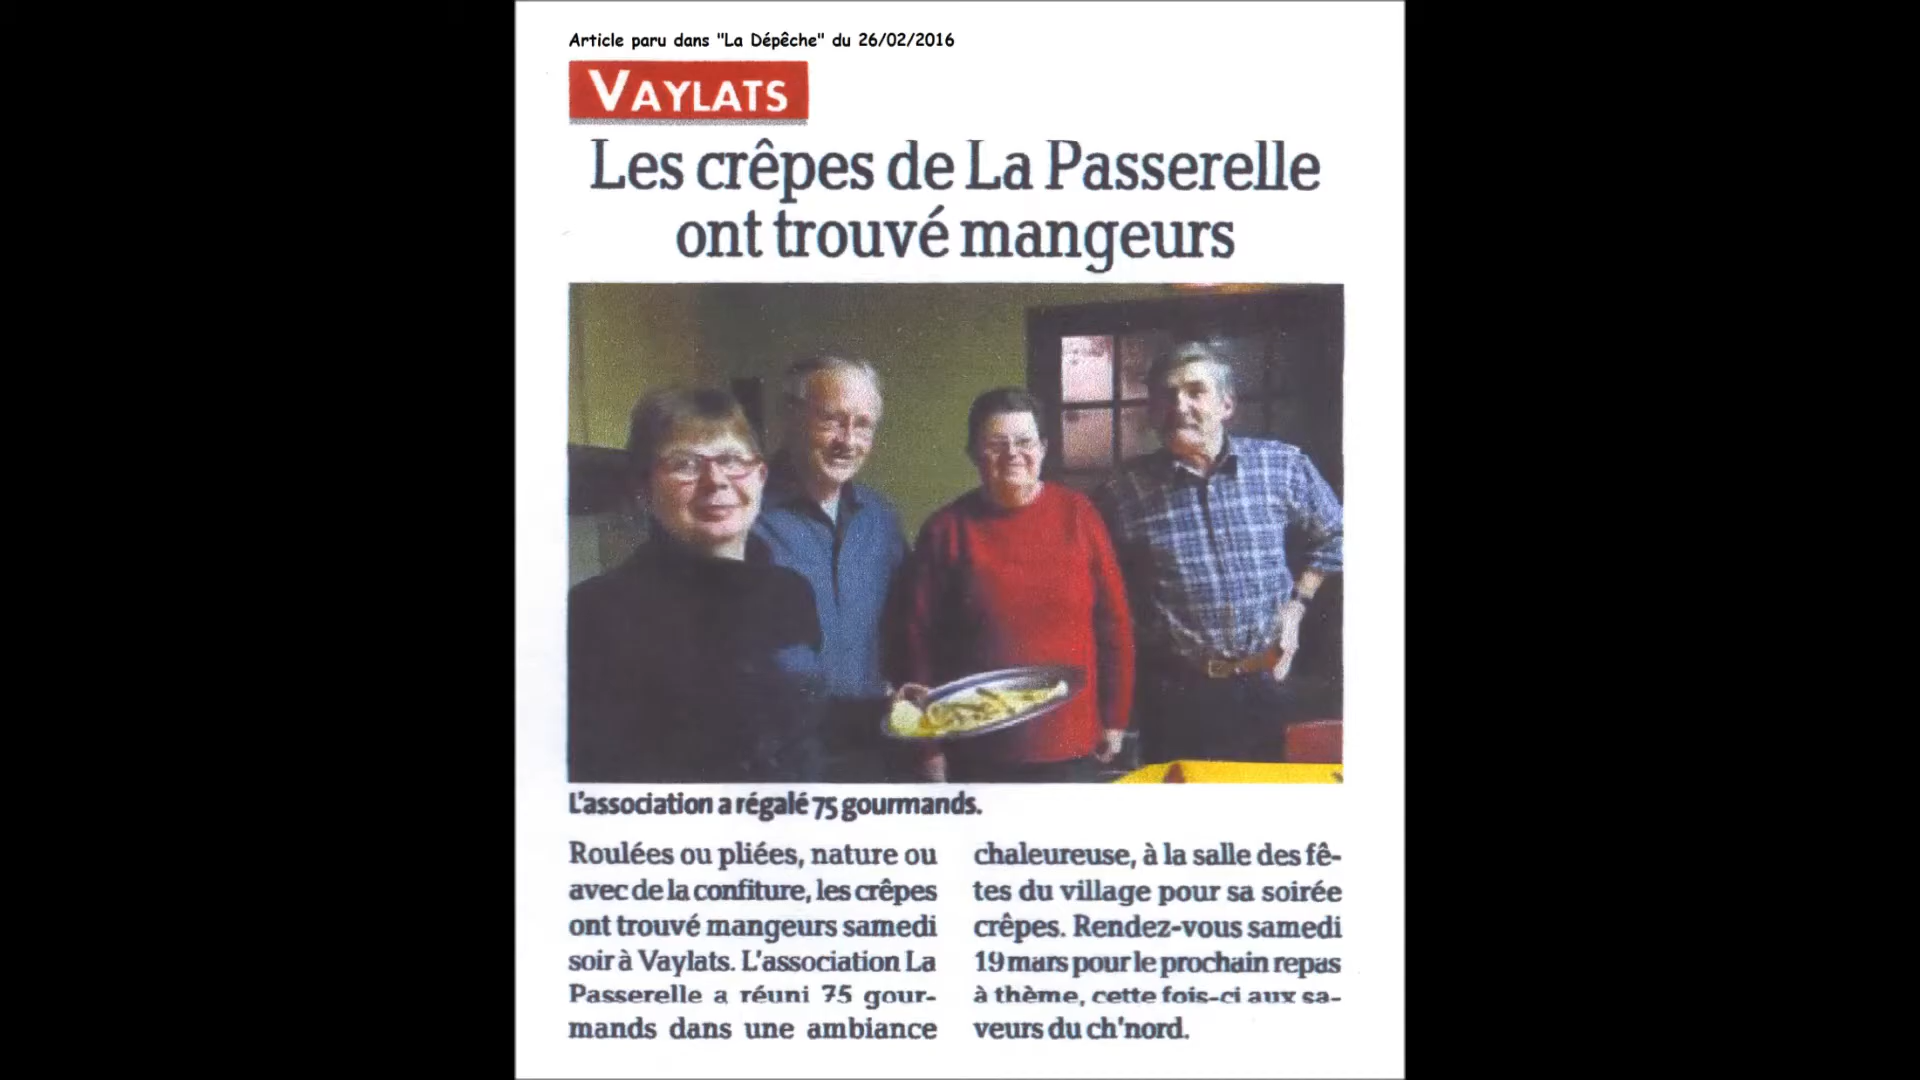 Article paru dans "La Dépêche" du 26/02/2016
VAYLATS
Les crêpes de La Passerelle
ont trouvé mangeurs
L'association a régalé 75 gourmands.
Roulées ou pliées, nature ou
avec de la confiture, les crêpes
ont trouvé mangeurs samedi
soir à Vaylats. L'association La
Passerelle a réuni 75 gour-
mands dans une ambiance
chaleureuse, à la salle des fê-
tes du village pour sa soirée
crêpes. Rendez-vous samedi
19 mars pour le prochain repas
à thème, cette fois-ci aux sa-
veurs du ch'nord.